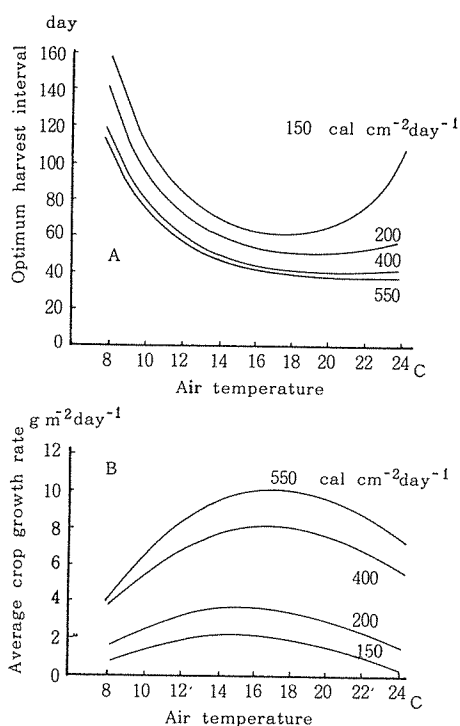 day
160
140
120
100
80
60
40
20
0
Optimum harvest interval
150 cal cm⁻²day⁻¹
200
400
550
A
8 10 12 14 16 18 20 22 24 C
Air temperature
g m⁻²day⁻¹
12
10
8
6
4
2
0
Average crop growth rate
B
550 cal cm⁻²day⁻¹
400
200
150
8 10 12 14 16 18 20 22 24 C
Air temperature